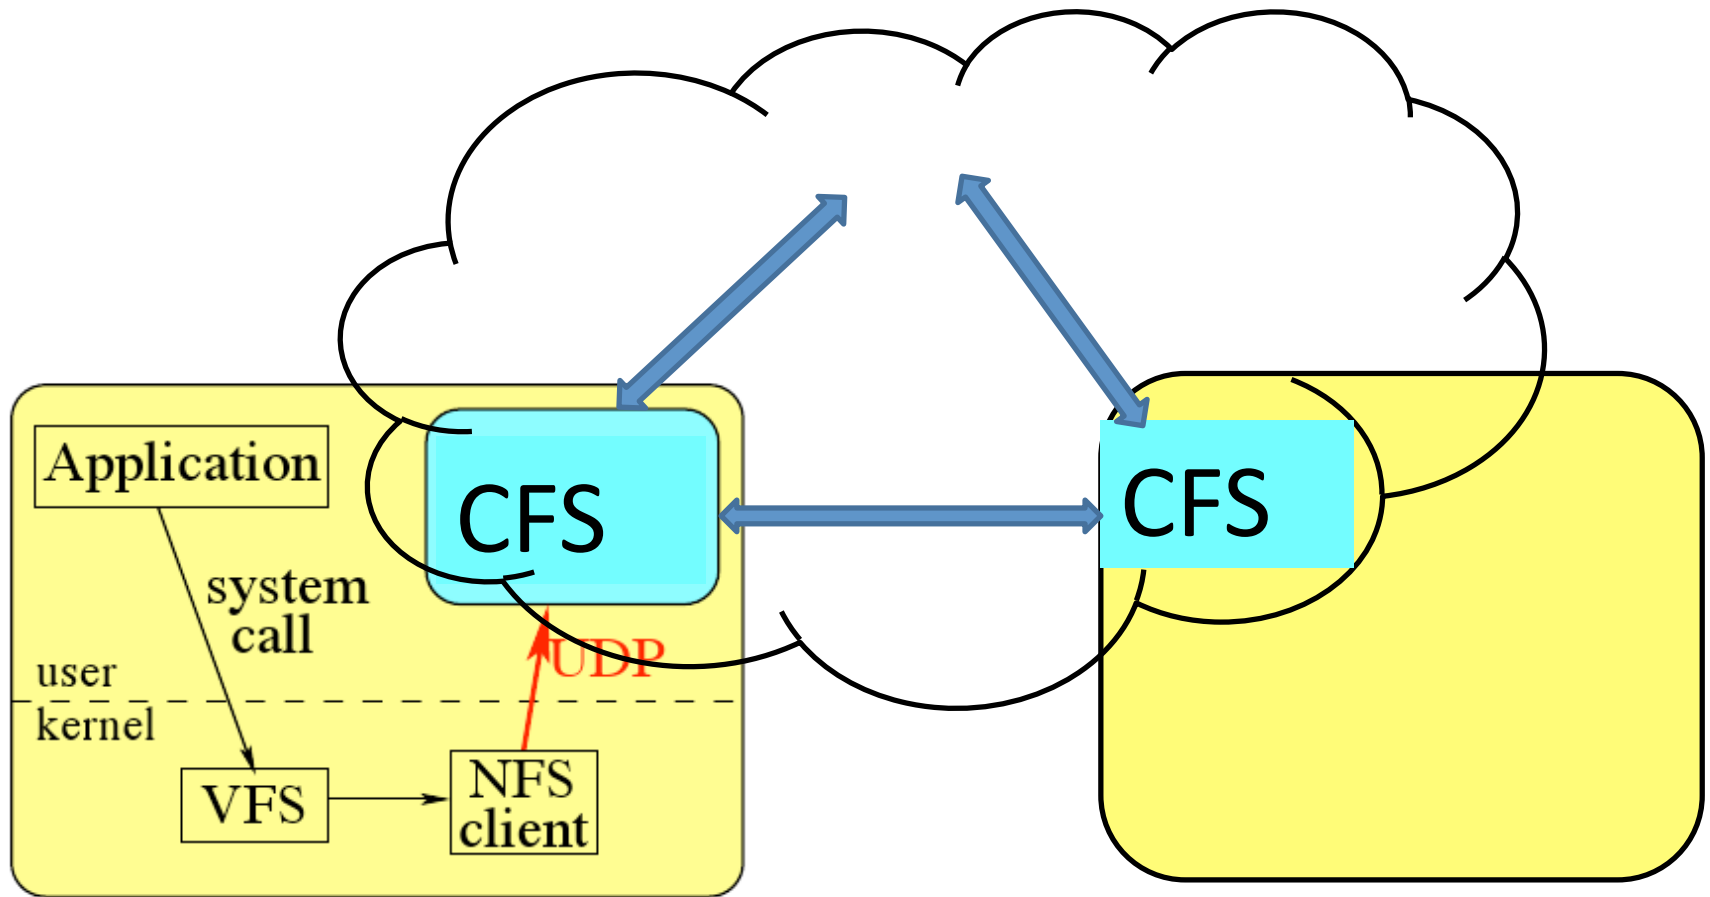 Application
CFS
CFS
system
call
UDP
user
kernel
VFS
NFS
client